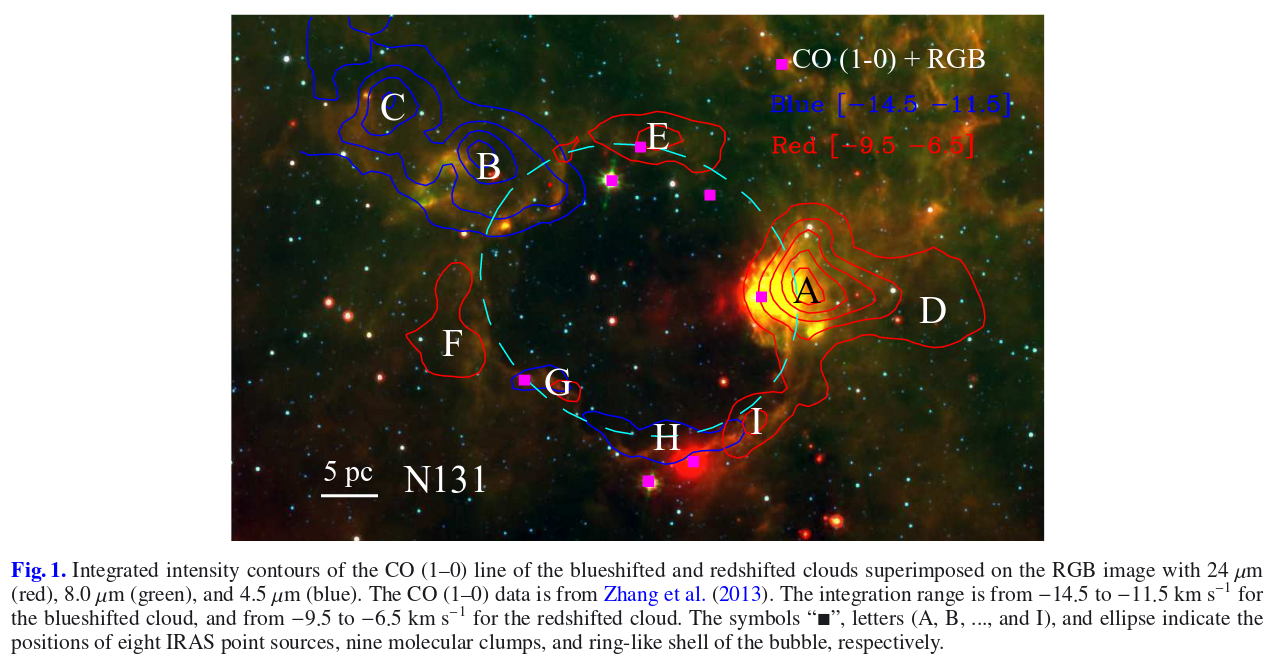 CO (1-0) + RGB
Blue [−14.5 −11.5]
Red [−9.5 −6.5]
C
B
E
A
D
F
G
H
I
5 pc
N131
Fig. 1. Integrated intensity contours of the CO (1–0) line of the blueshifted and redshifted clouds superimposed on the RGB image with 24 μm
(red), 8.0 μm (green), and 4.5 μm (blue). The CO (1–0) data is from Zhang et al. (2013). The integration range is from −14.5 to −11.5 km s⁻¹ for
the blueshifted cloud, and from −9.5 to −6.5 km s⁻¹ for the redshifted cloud. The symbols “■”, letters (A, B, ..., and I), and ellipse indicate the
positions of eight IRAS point sources, nine molecular clumps, and ring-like shell of the bubble, respectively.